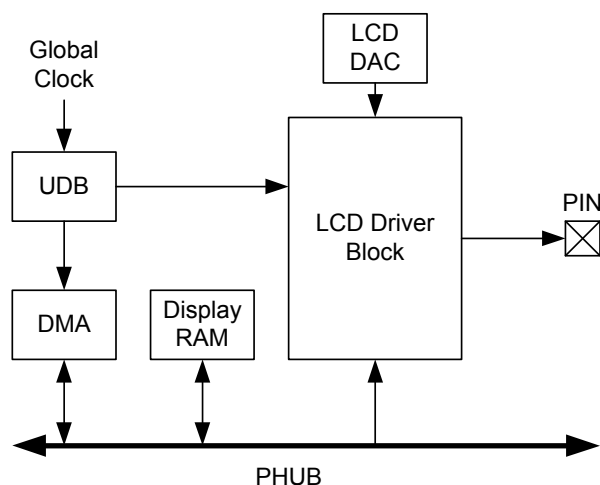 LCD
DAC
Global
Clock
UDB
LCD Driver
Block
PIN
DMA
Display
RAM
PHUB